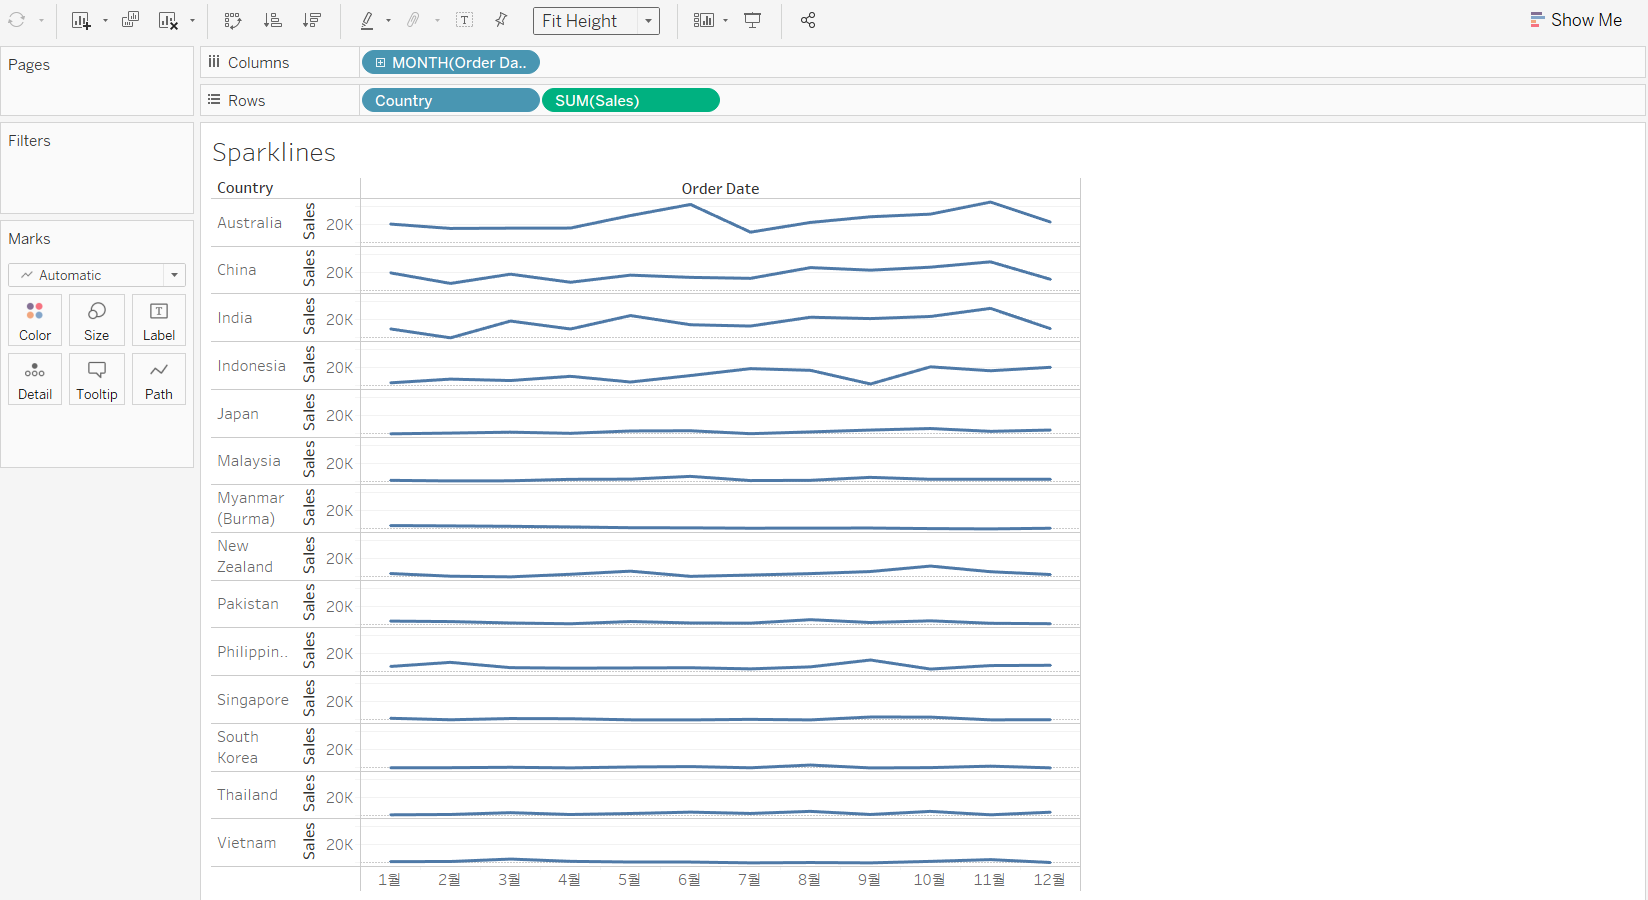 Fit Height
Show Me
Pages
Columns
MONTH(Order Da..
Rows
Country
SUM(Sales)
Filters
Marks
Automatic
Color
Size
Label
Detail
Tooltip
Path
Sparklines
Country
Order Date
Australia
Sales
20K
China
Sales
20K
India
Sales
20K
Indonesia
Sales
20K
Japan
Sales
20K
Malaysia
Sales
20K
Myanmar
(Burma)
Sales
20K
New
Zealand
Sales
20K
Pakistan
Sales
20K
Philippin..
Sales
20K
Singapore
Sales
20K
South
Korea
Sales
20K
Thailand
Sales
20K
Vietnam
Sales
20K
1월 2월 3월 4월 5월 6월 7월 8월 9월 10월 11월 12월